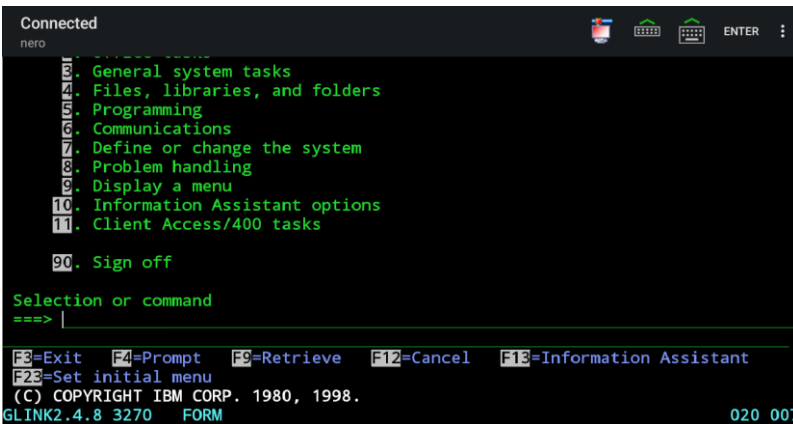 Connected
nero
ENTER
3. General system tasks
4. Files, libraries, and folders
5. Programming
6. Communications
7. Define or change the system
8. Problem handling
9. Display a menu
10. Information Assistant options
11. Client Access/400 tasks
90. Sign off
Selection or command
===>
F3=Exit F4=Prompt F9=Retrieve F12=Cancel F13=Information Assistant
F23=Set initial menu
(C) COPYRIGHT IBM CORP. 1980, 1998.
GLINK2.4.8 3270 FORM 020 007